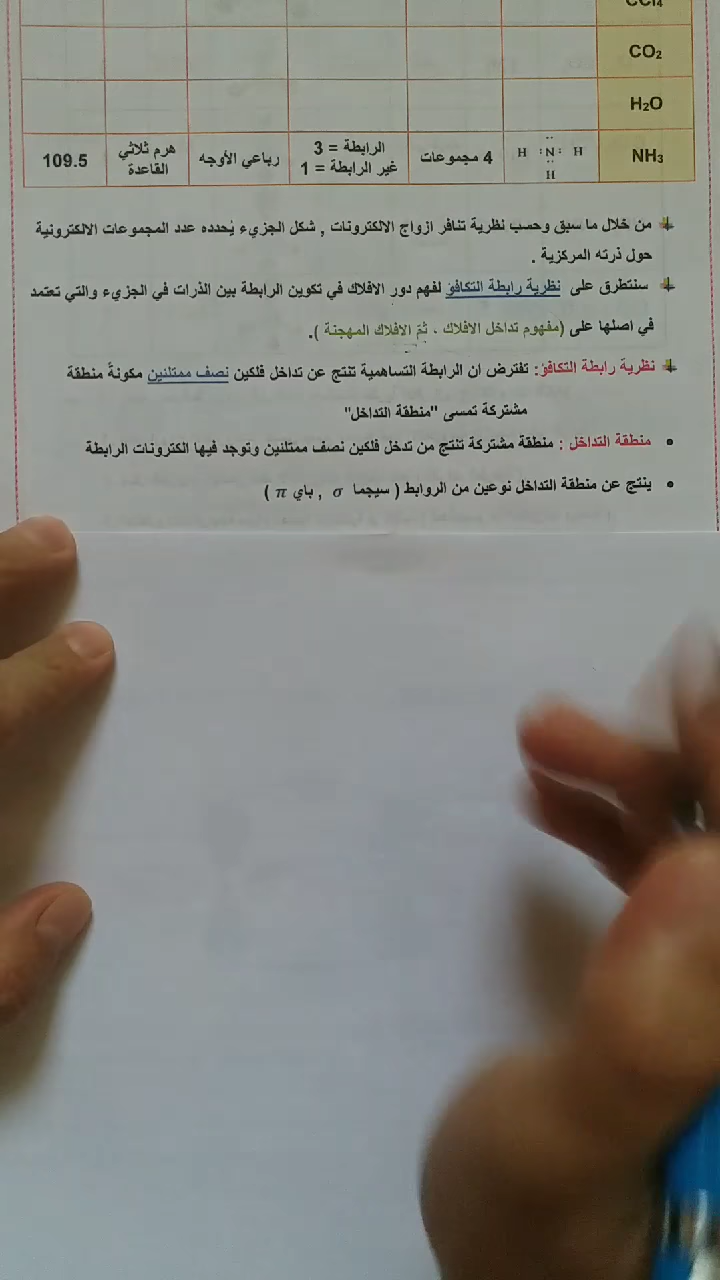 CCl₄
CO₂
H₂O
NH₃
H :N: H
H
4 مجموعات
الرابطة = 3
غير الرابطة = 1
رباعي الأوجه
هرم ثلاثي
القاعدة
109.5
من خلال ما سبق وحسب نظرية تنافر ازواج الالكترونات , شكل الجزيء يُحدده عدد المجموعات الالكترونية
حول ذرته المركزية .
سنتطرق على نظرية رابطة التكافؤ لفهم دور الافلاك في تكوين الرابطة بين الذرات في الجزيء والتي تعتمد
في اصلها على (مفهوم تداخل الافلاك ، ثمّ الافلاك المهجنة ).
نظرية رابطة التكافؤ: تفترض ان الرابطة التساهمية تنتج عن تداخل فلكين نصف ممتلئين مكونةً منطقة
مشتركة تمسى "منطقة التداخل"
منطقة التداخل : منطقة مشتركة تنتج من تدخل فلكين نصف ممتلئين وتوجد فيها الكترونات الرابطة
ينتج عن منطقة التداخل نوعين من الروابط ( سيجما σ , باي π )